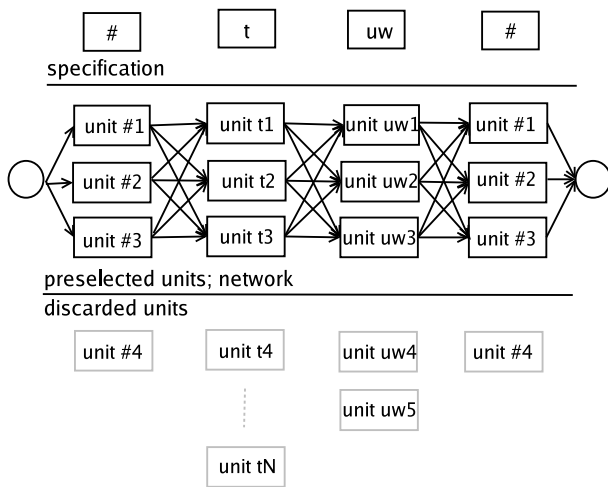 # t uw #
specification
unit #1 unit t1 unit uw1 unit #1
unit #2 unit t2 unit uw2 unit #2
unit #3 unit t3 unit uw3 unit #3
preselected units; network
discarded units
unit #4 unit t4 unit uw4 unit #4
unit uw5
unit tN